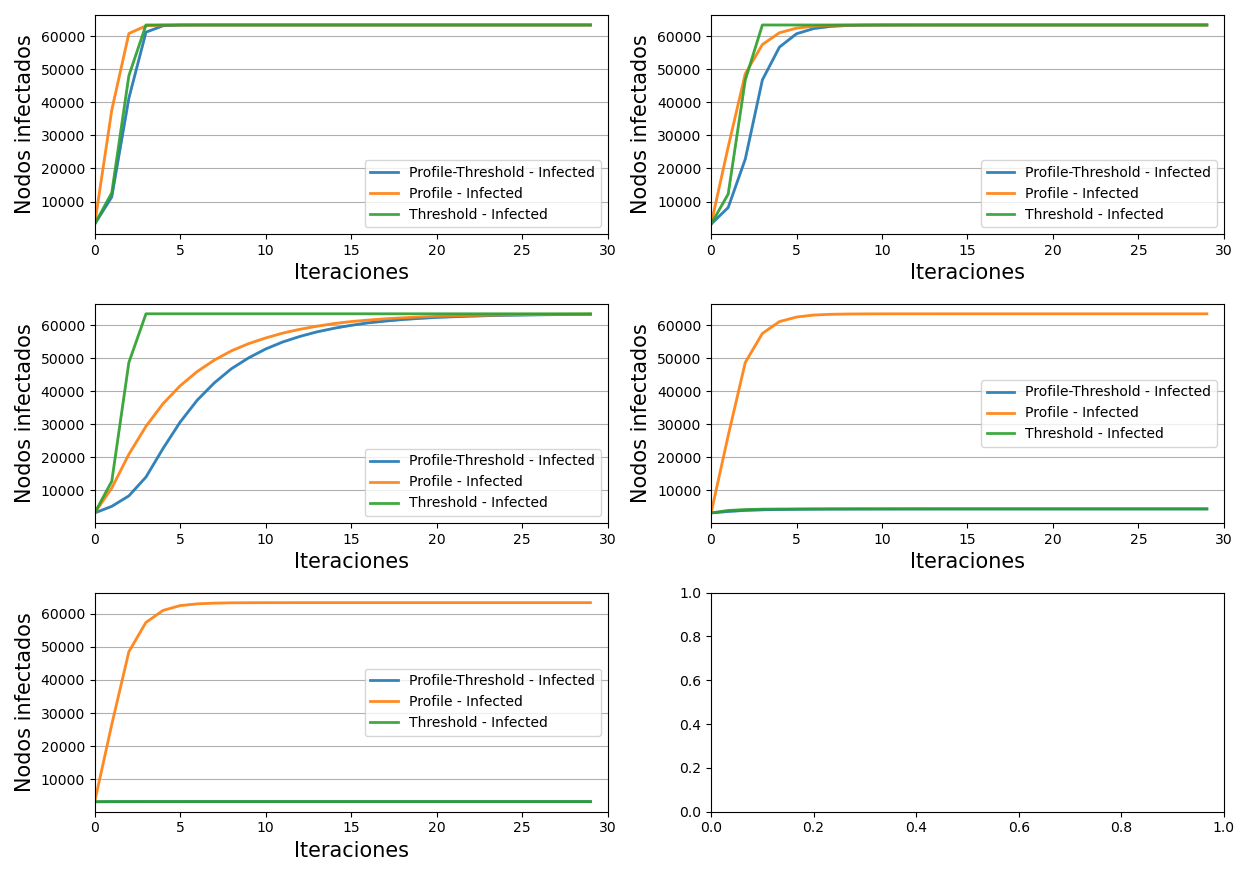 Nodos infectados
60000
50000
40000
30000
20000
10000
0 5 10 15 20 25 30
Iteraciones
Profile-Threshold - Infected
Profile - Infected
Threshold - Infected
Nodos infectados
60000
50000
40000
30000
20000
10000
0 5 10 15 20 25 30
Iteraciones
Profile-Threshold - Infected
Profile - Infected
Threshold - Infected
Nodos infectados
60000
50000
40000
30000
20000
10000
0 5 10 15 20 25 30
Iteraciones
Profile-Threshold - Infected
Profile - Infected
Threshold - Infected
Nodos infectados
60000
50000
40000
30000
20000
10000
0 5 10 15 20 25 30
Iteraciones
Profile-Threshold - Infected
Profile - Infected
Threshold - Infected
Nodos infectados
60000
50000
40000
30000
20000
10000
0 5 10 15 20 25 30
Iteraciones
Profile-Threshold - Infected
Profile - Infected
Threshold - Infected
1.0
0.8
0.6
0.4
0.2
0.0
0.0 0.2 0.4 0.6 0.8 1.0